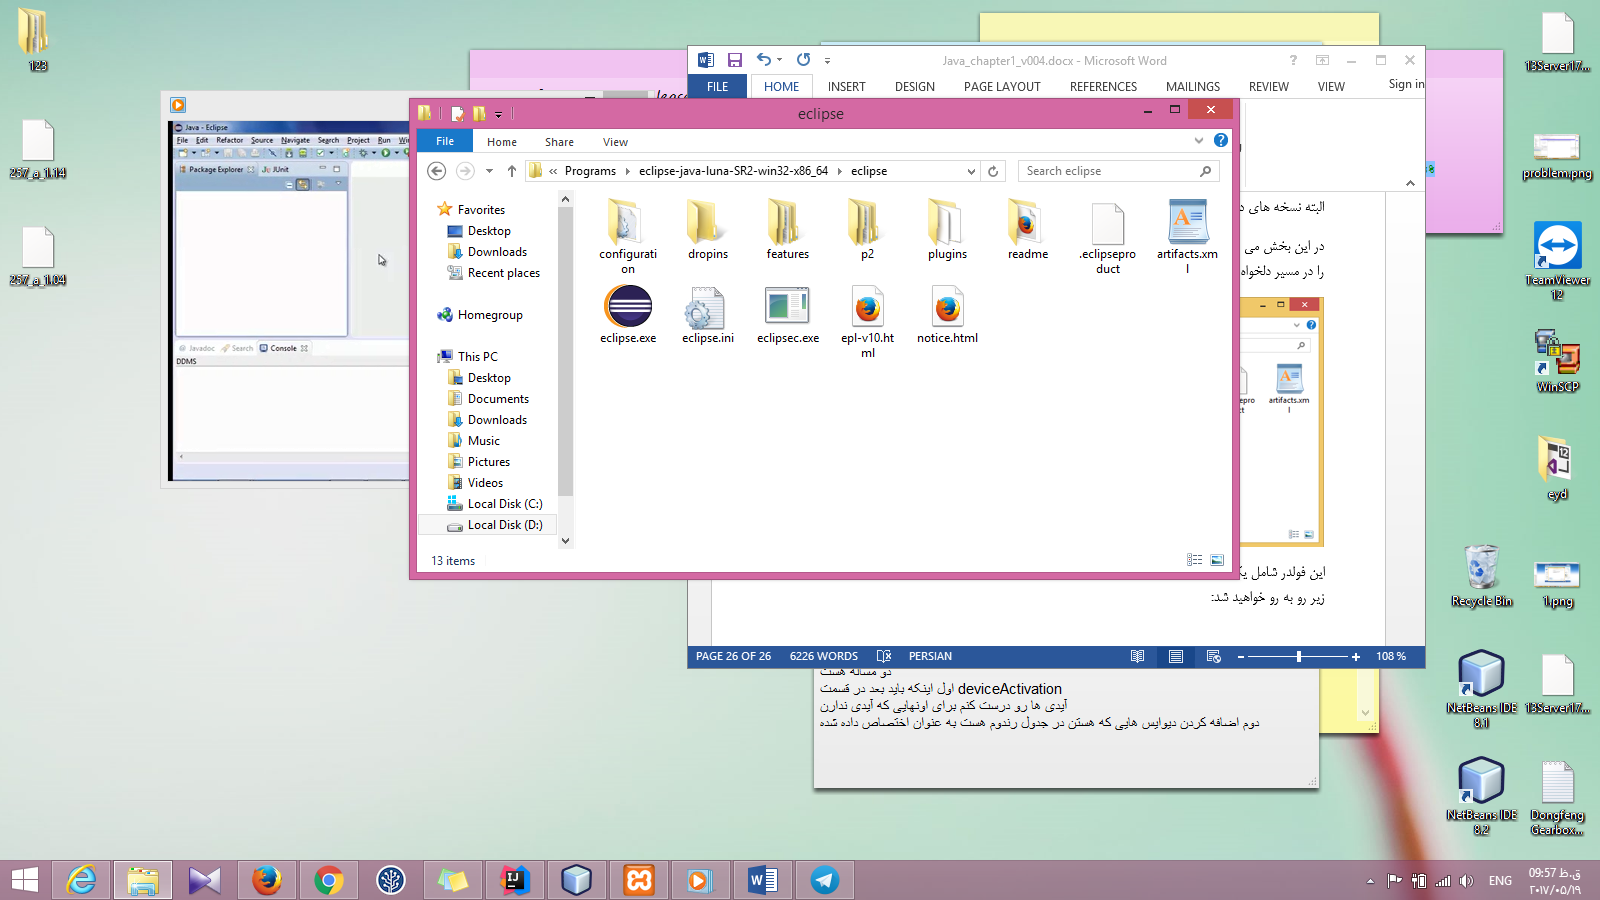 123
257_a_1.14
257_a_1.04
Java - Eclipse
File Edit Refactor Source Navigate Search Project Run
Package Explorer
JUnit
Javadoc
Search
Console
DDMS
Java_chapter1_v004.docx - Microsoft Word
FILE HOME INSERT DESIGN PAGE LAYOUT REFERENCES MAILINGS REVIEW VIEW Sign in
eclipse
File Home Share View
Programs eclipse-java-luna-SR2-win32-x86_64 eclipse
Search eclipse
Favorites
Desktop
Downloads
Recent places
Homegroup
This PC
Desktop
Documents
Downloads
Music
Pictures
Videos
Local Disk (C:)
Local Disk (D:)
configurati
on
dropins
features
p2
plugins
readme
.eclipsepro
duct
artifacts.xm
l
eclipse.exe
eclipse.ini
eclipsec.exe
epl-v10.ht
ml
notice.html
13 items
البته نسخه های
در این بخش می
را در مسیر دلخواه
artifacts.xm
l
این فولدر شامل یک
زیر رو به رو خواهید شد:
PAGE 26 OF 26 6226 WORDS PERSIAN 108 %
دو مساله هست
اول اینکه باید بعد در قسمت deviceActivation
آیدی ها رو درست کنم برای اونهایی که آیدی ندارن
دوم اضافه کردن دیوایس هایی که هستن در جدول رندوم هست به عنوان اختصاص داده شده
13Server17...
problem.png
TeamViewer
12
WinSCP
eyd
Recycle Bin
1.png
NetBeans IDE
8.1
13Server17...
NetBeans IDE
8.2
Dongfeng
Gearbox...
ENG
09:57 ق.ظ
۲۰۱۷/۰۵/۱۹